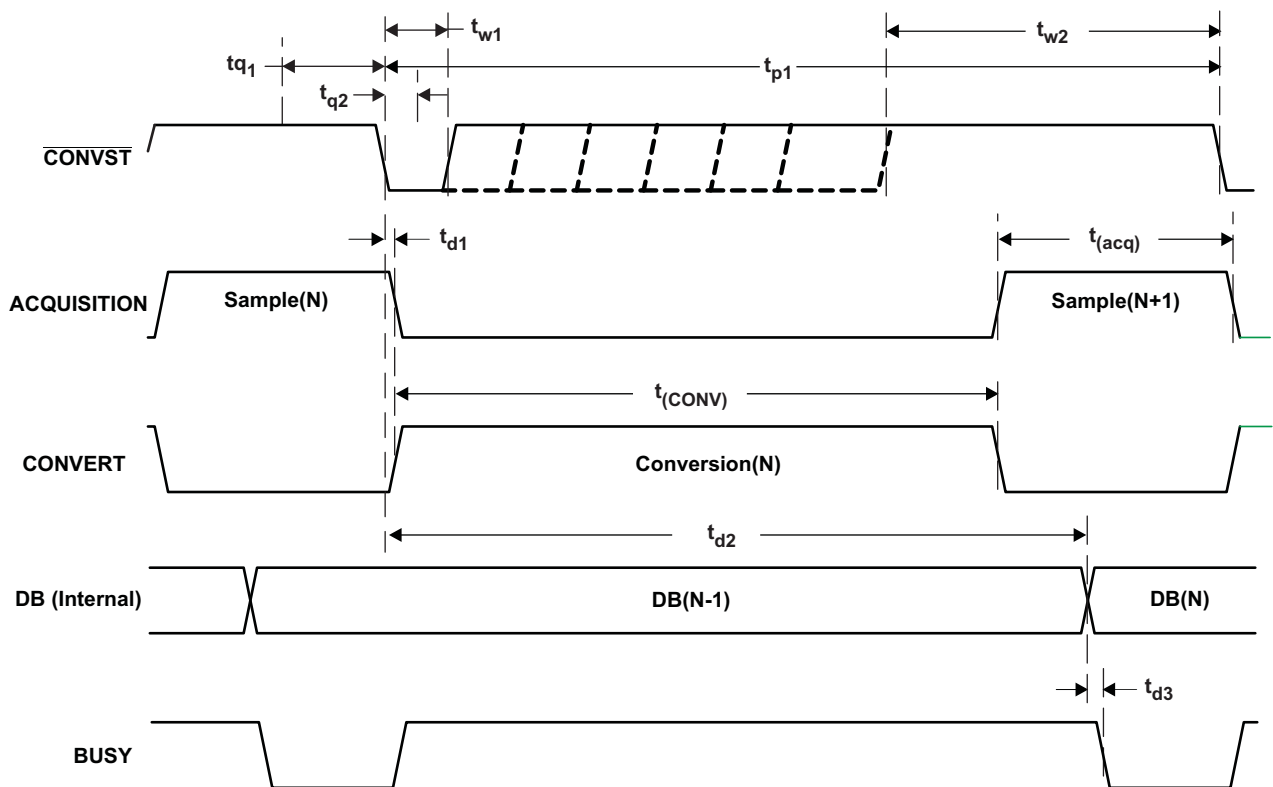 t_w1
t_w2
tq_1
t_p1
t_q2
CONVST
t_d1
t_(acq)
ACQUISITION
Sample(N)
Sample(N+1)
t_(CONV)
CONVERT
Conversion(N)
t_d2
DB (Internal)
DB(N-1)
DB(N)
t_d3
BUSY